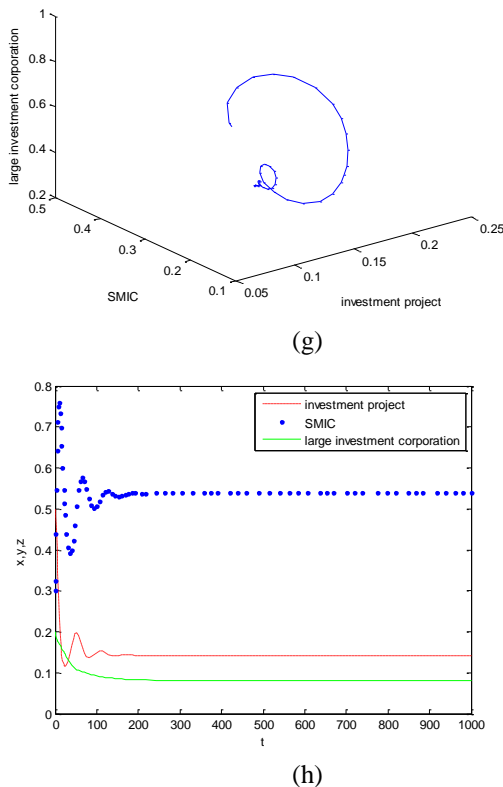 1
0.8
0.6
0.4
0.2
large investment corporation
0.5
0.4
0.3
0.2
0.1
SMIC
0.05
0.1
0.15
0.2
0.25
investment project
(g)
0.8
0.7
0.6
0.5
0.4
0.3
0.2
0.1
0
x,y,z
investment project
SMIC
large investment corporation
0 100 200 300 400 500 600 700 800 900 1000
t
(h)